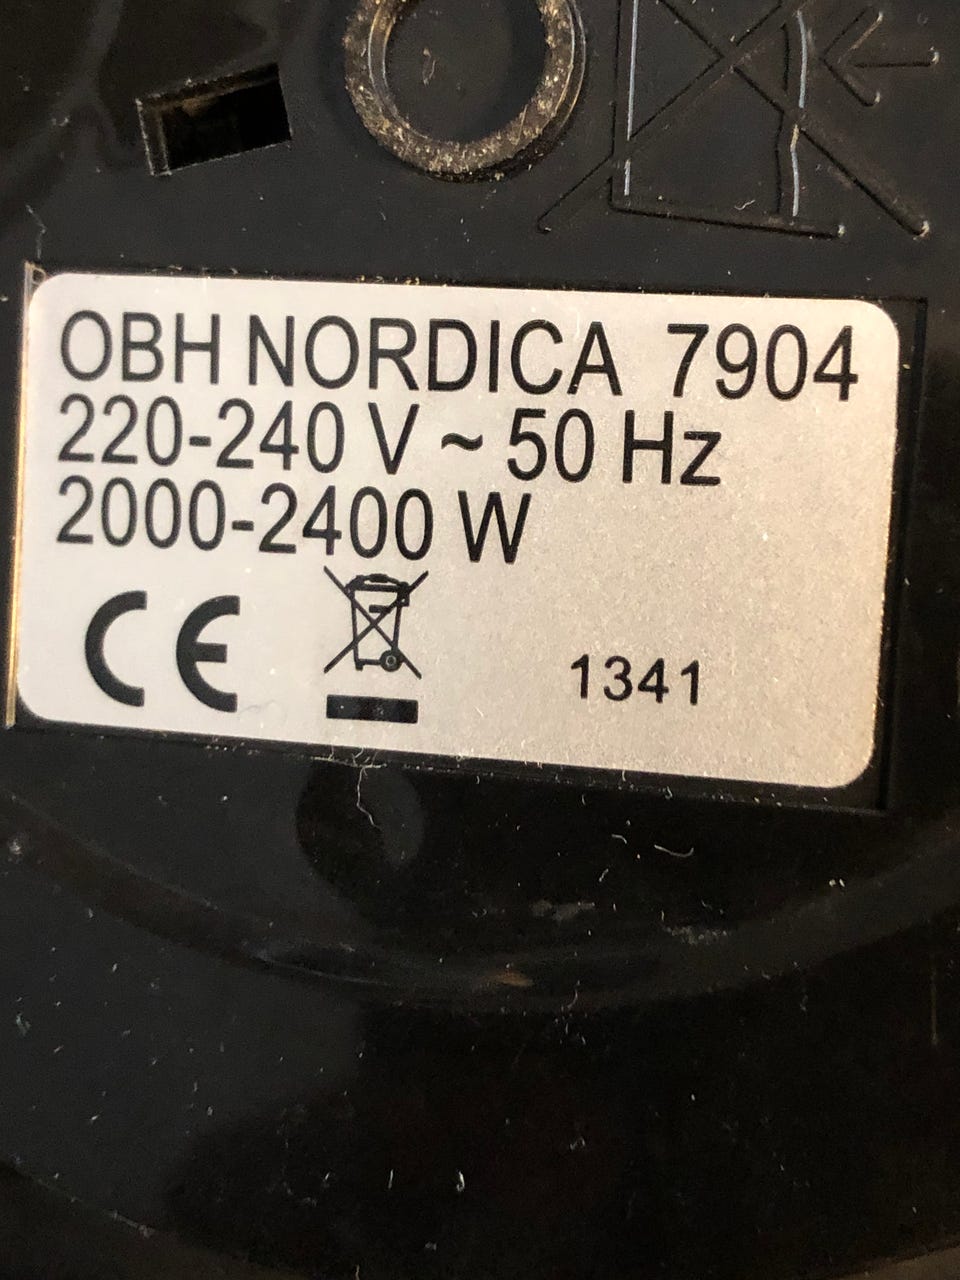 OBH NORDICA 7904
220-240 V ~ 50 Hz
2000-2400 W
CE
1341